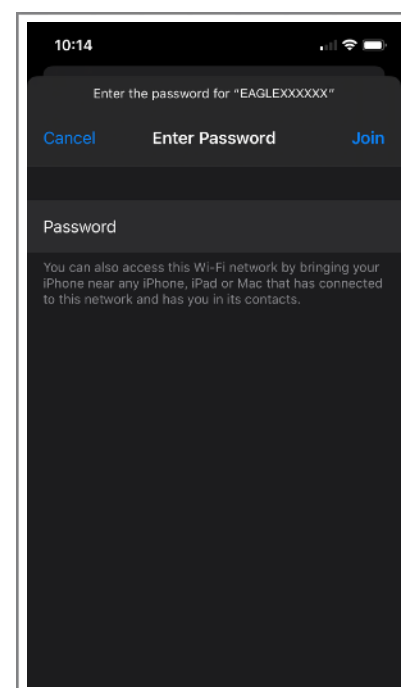 10:14
Enter the password for “EAGLEXXXXXX”
Cancel Enter Password Join
Password
You can also access this Wi-Fi network by bringing your
iPhone near any iPhone, iPad or Mac that has connected
to this network and has you in its contacts.